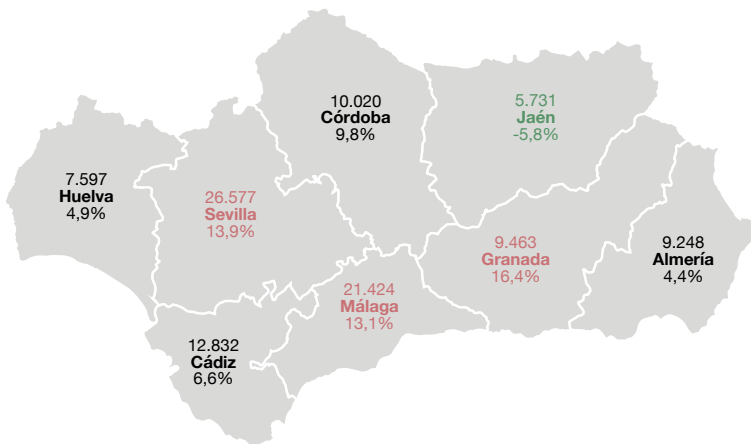 10.020
Córdoba
9,8%
5.731
Jaén
-5,8%
7.597
Huelva
4,9%
26.577
Sevilla
13,9%
9.463
Granada
16,4%
9.248
Almería
4,4%
21.424
Málaga
13,1%
12.832
Cádiz
6,6%